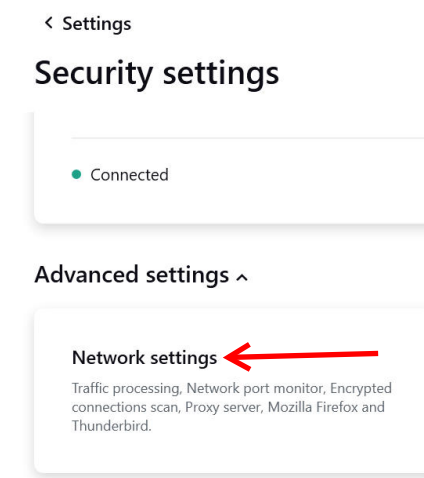 Settings
Security settings
Connected
Advanced settings
Network settings
Traffic processing, Network port monitor, Encrypted
connections scan, Proxy server, Mozilla Firefox and
Thunderbird.